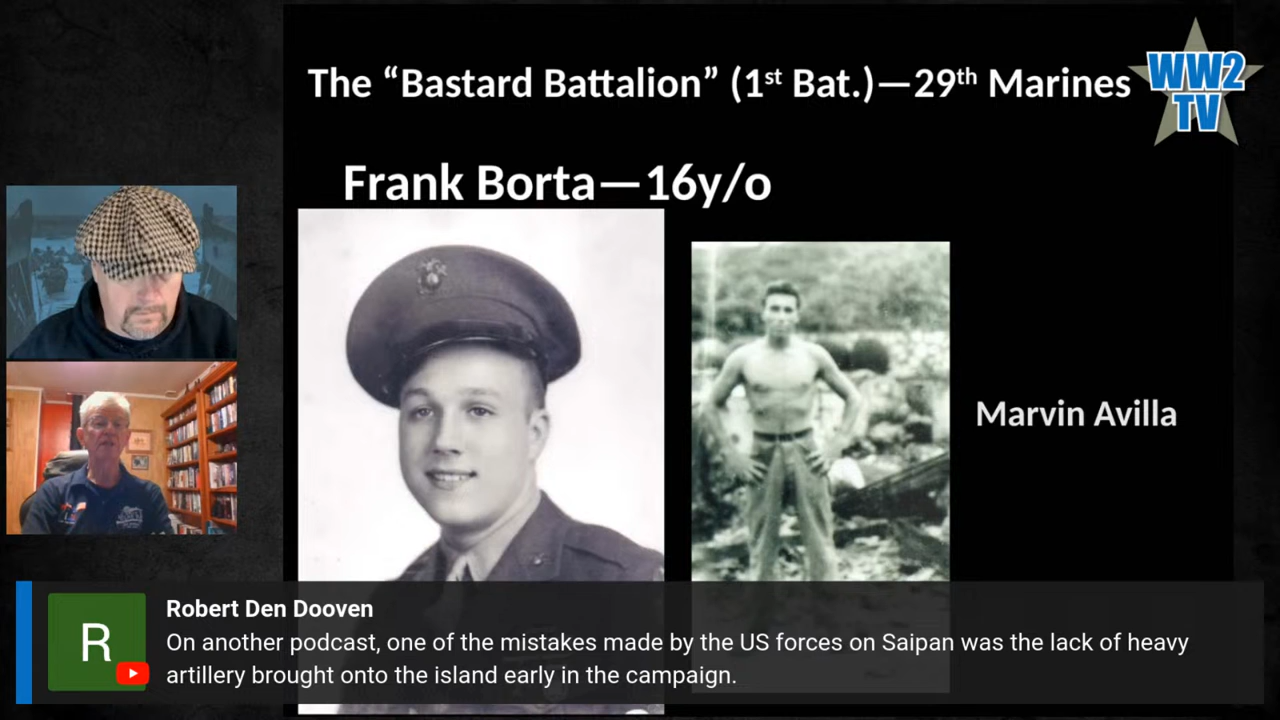 The “Bastard Battalion” (1st Bat.)—29th Marines
WW2
TV
Frank Borta—16y/o
Marvin Avilla
R
Robert Den Dooven
On another podcast, one of the mistakes made by the US forces on Saipan was the lack of heavy
artillery brought onto the island early in the campaign.